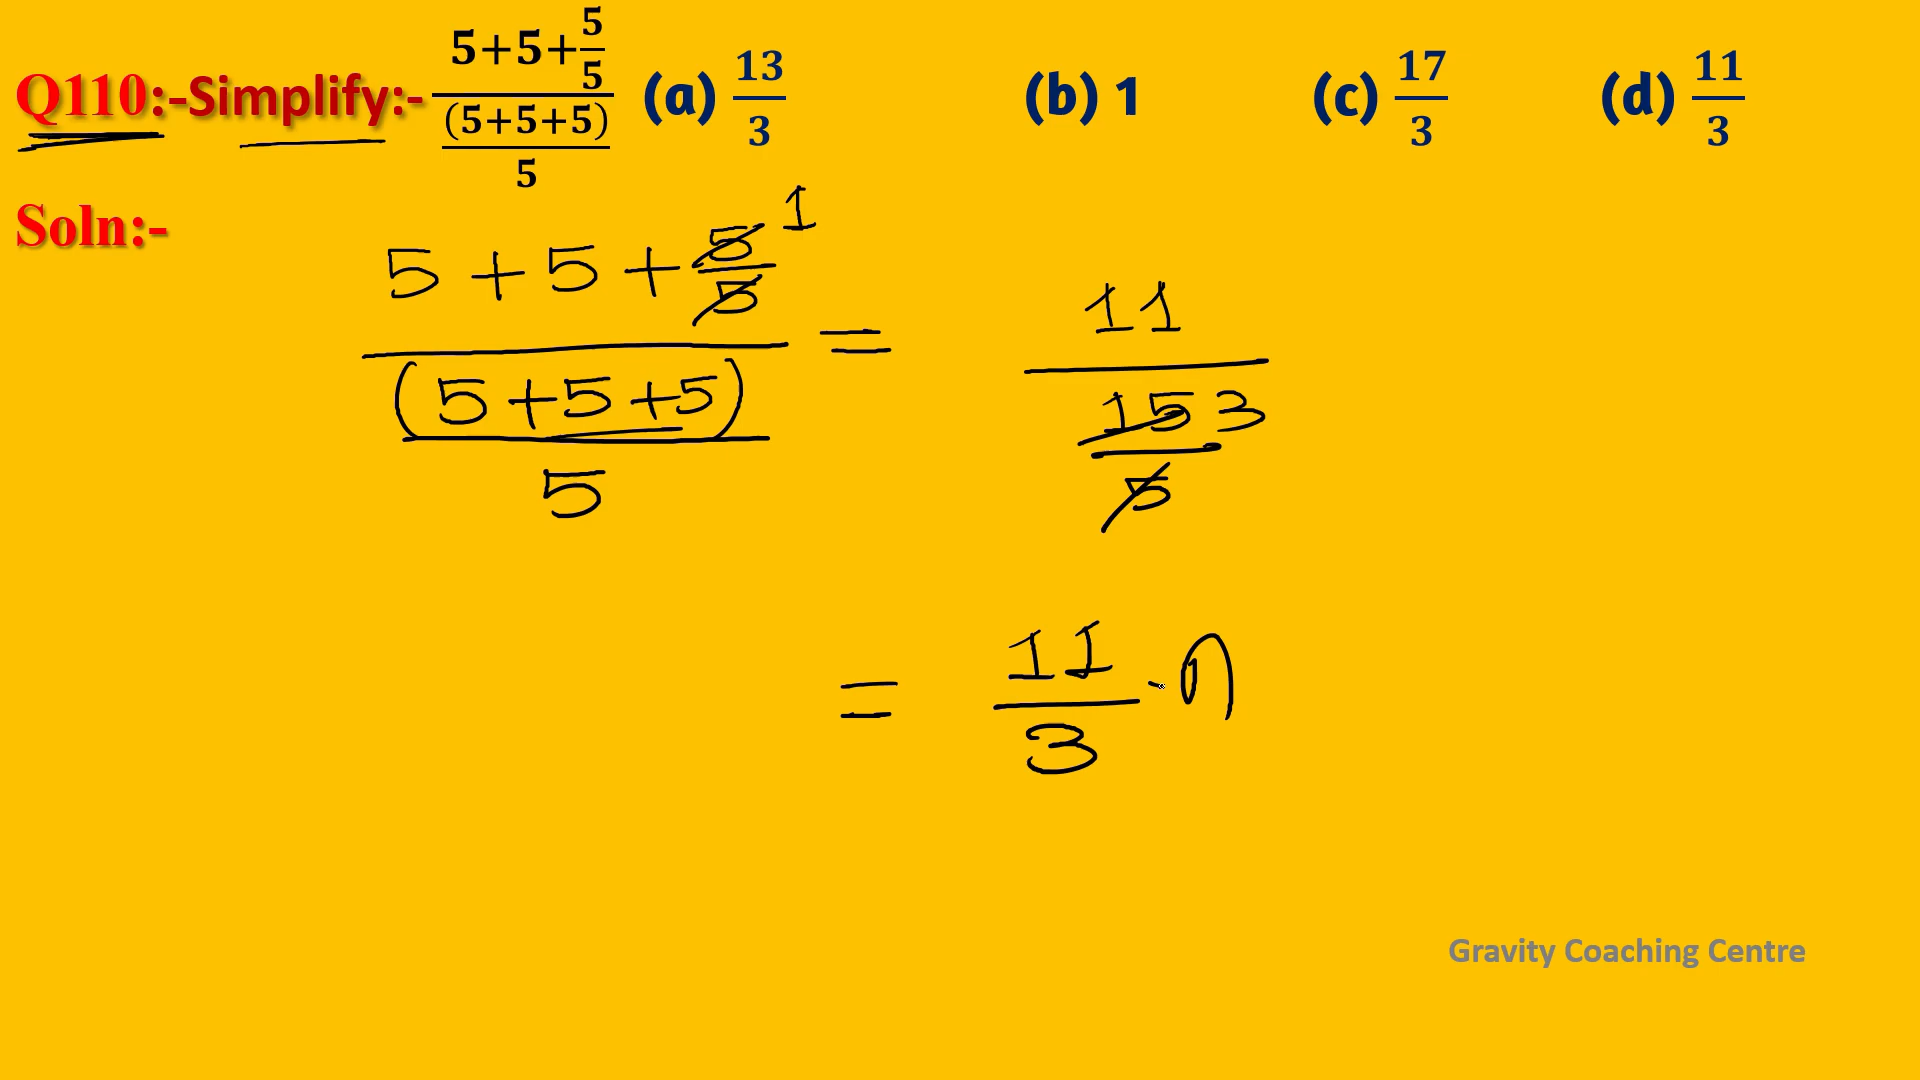 Q110:-Simplify:- (5+5+5/5)/((5+5+5)/5) (a) 13/3 (b) 1 (c) 17/3 (d) 11/3
Soln:-
5 + 5 + 5/5 1
(5+5+5)
5
=
11
15 3
5
= 11/3
Gravity Coaching Centre